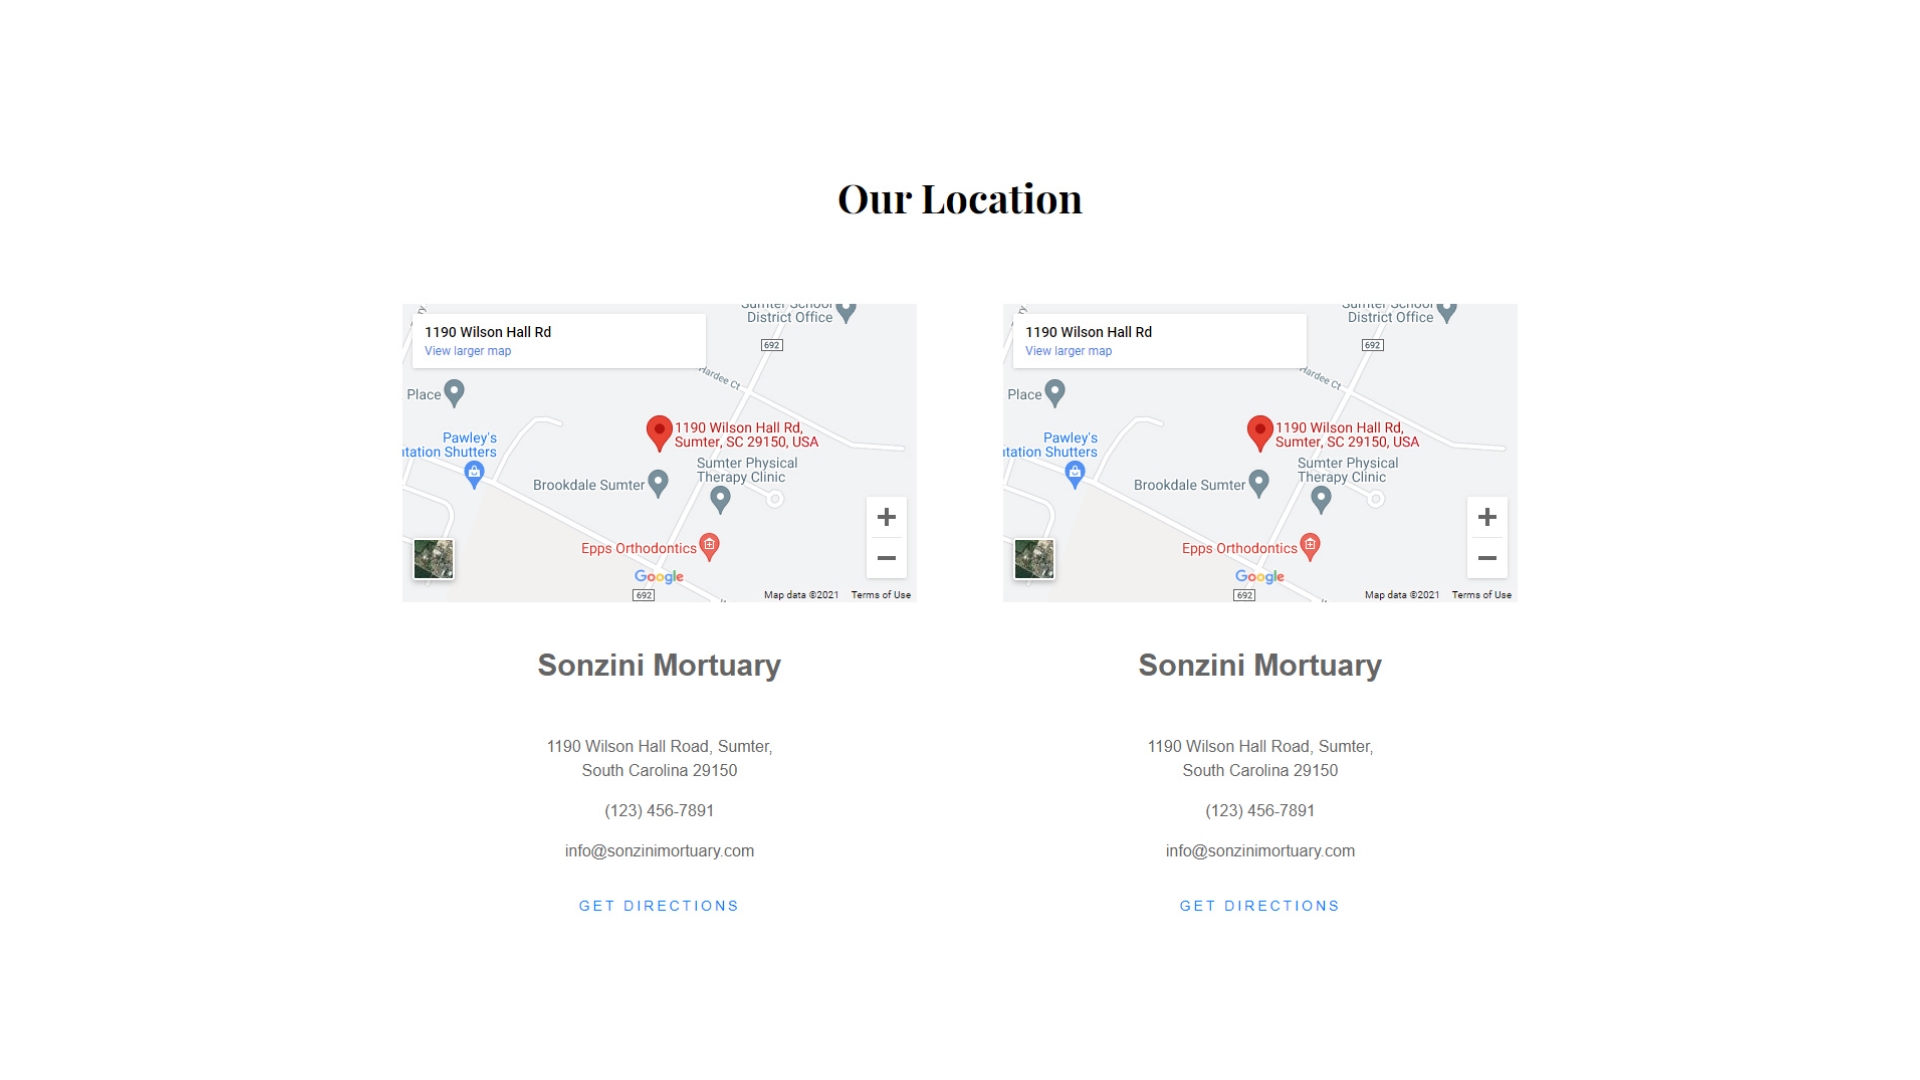 Our Location
Sumter School
District Office
1190 Wilson Hall Rd
View larger map
692
Hardee Ct
Place
1190 Wilson Hall Rd,
Sumter, SC 29150, USA
Pawley's
tation Shutters
Sumter Physical
Therapy Clinic
Brookdale Sumter
Epps Orthodontics
Google
692
Map data ©2021 Terms of Use
Sonzini Mortuary
1190 Wilson Hall Road, Sumter,
South Carolina 29150
(123) 456-7891
info@sonzinimortuary.com
GET DIRECTIONS
Sumter School
District Office
1190 Wilson Hall Rd
View larger map
692
Hardee Ct
Place
1190 Wilson Hall Rd,
Sumter, SC 29150, USA
Pawley's
tation Shutters
Sumter Physical
Therapy Clinic
Brookdale Sumter
Epps Orthodontics
Google
692
Map data ©2021 Terms of Use
Sonzini Mortuary
1190 Wilson Hall Road, Sumter,
South Carolina 29150
(123) 456-7891
info@sonzinimortuary.com
GET DIRECTIONS